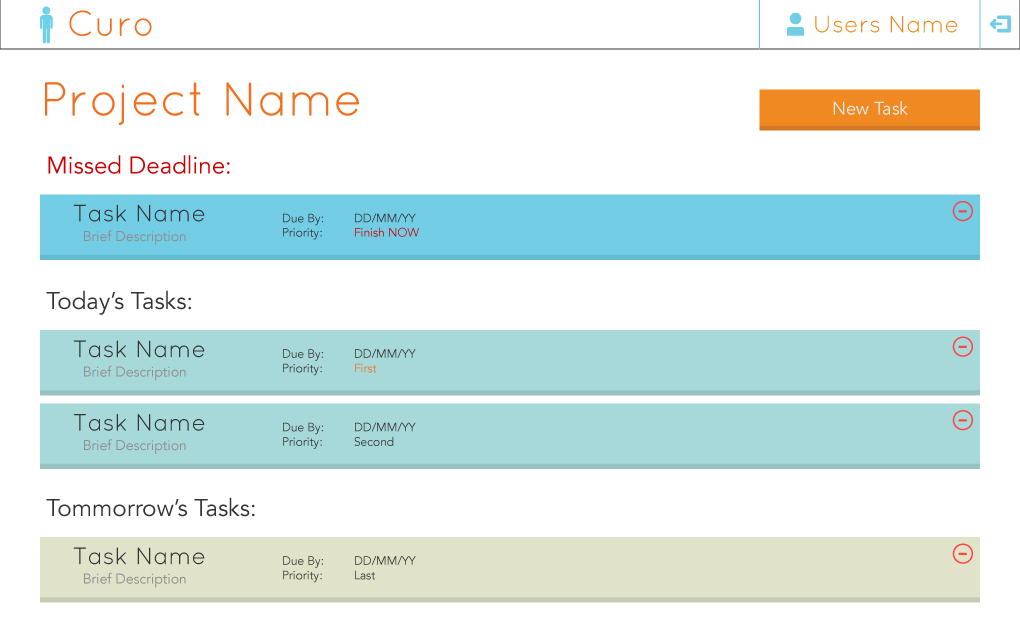 Curo
Users Name
Project Name
New Task
Missed Deadline:
Task Name
Brief Description
Due By: DD/MM/YY
Priority: Finish NOW
Today's Tasks:
Task Name
Brief Description
Due By: DD/MM/YY
Priority: First
Task Name
Brief Description
Due By: DD/MM/YY
Priority: Second
Tommorrow's Tasks:
Task Name
Brief Description
Due By: DD/MM/YY
Priority: Last